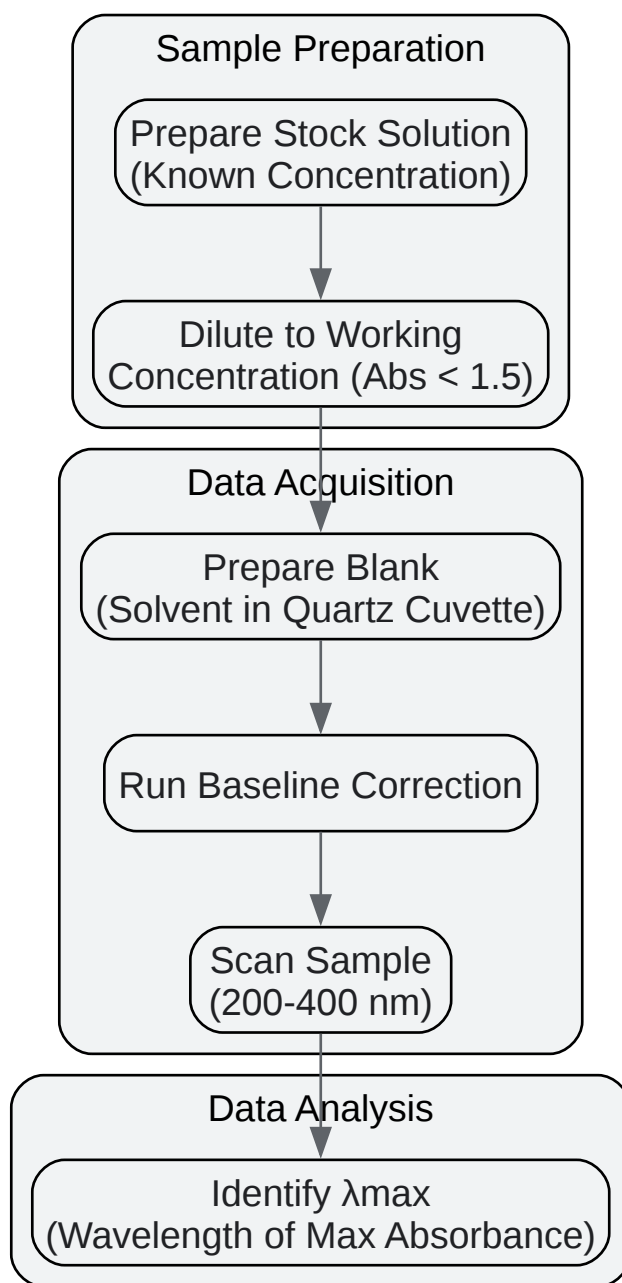 Sample Preparation
Prepare Stock Solution
(Known Concentration)
Dilute to Working
Concentration (Abs < 1.5)
Data Acquisition
Prepare Blank
(Solvent in Quartz Cuvette)
Run Baseline Correction
Scan Sample
(200-400 nm)
Data Analysis
Identify λmax
(Wavelength of Max Absorbance)